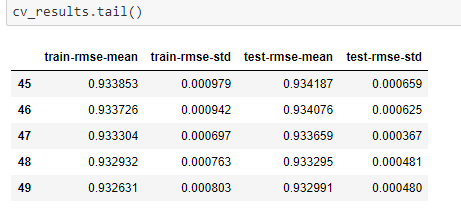 cv_results.tail()
train-rmse-mean train-rmse-std test-rmse-mean test-rmse-std
45 0.933853 0.000979 0.934187 0.000659
46 0.933726 0.000942 0.934076 0.000625
47 0.933304 0.000697 0.933659 0.000367
48 0.932932 0.000763 0.933295 0.000481
49 0.932631 0.000803 0.932991 0.000480